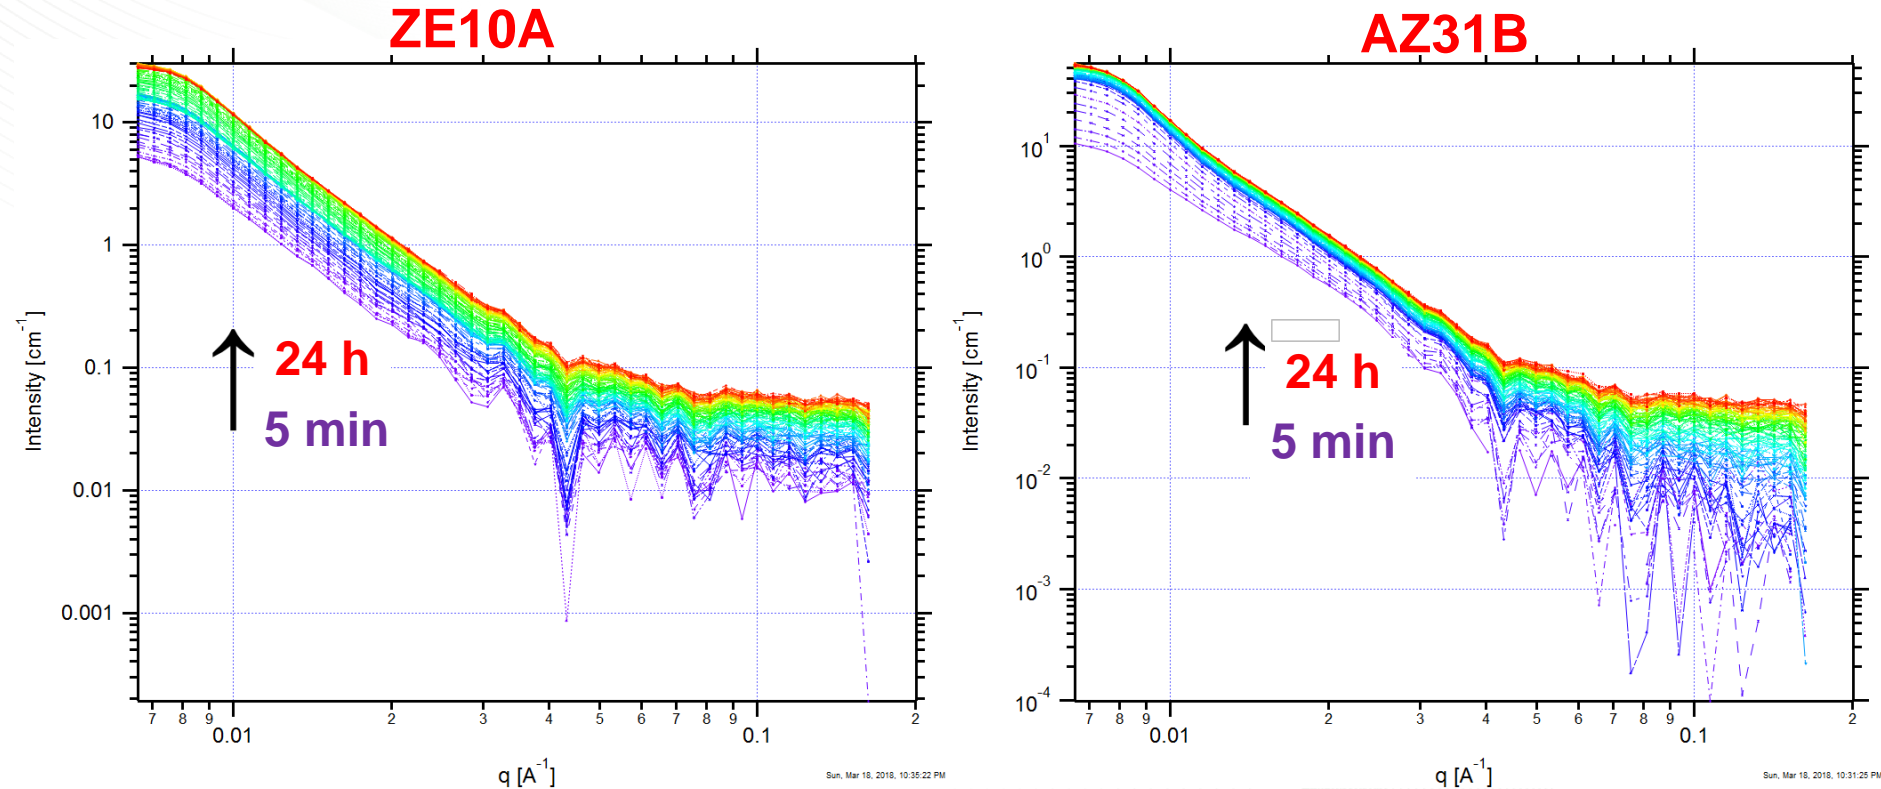 ZE10A
10
1
0.1
0.01
0.001
Intensity [cm-1]
24 h
5 min
7 8 9 2 3 4 5 6 7 8 9 2
0.01 0.1
q [A-1]
Sun, Mar 18, 2018, 10:35:22 PM
AZ31B
10^1
10^0
10^-1
10^-2
10^-3
10^-4
Intensity [cm-1]
24 h
5 min
7 8 9 2 3 4 5 6 7 8 9 2
0.01 0.1
q [A-1]
Sun, Mar 18, 2018, 10:31:25 PM